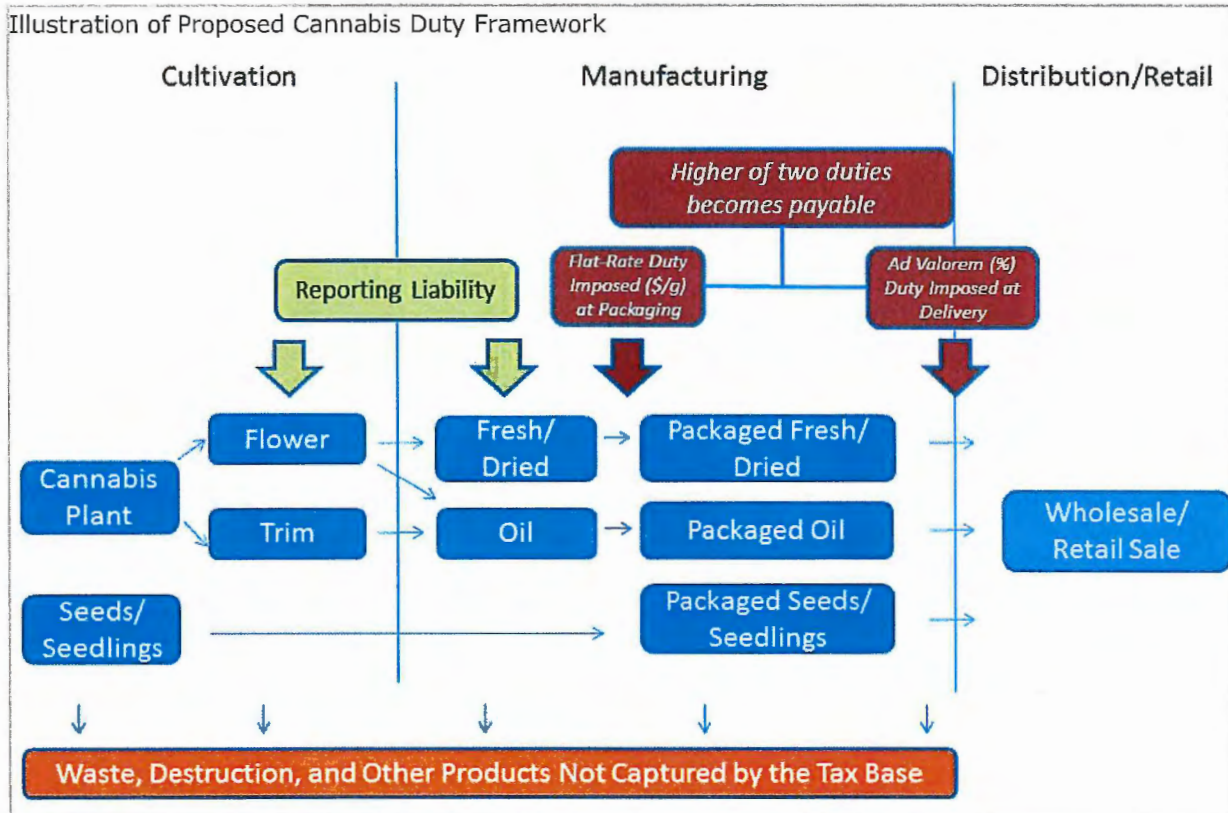 Illustration of Proposed Cannabis Duty Framework
Cultivation
Manufacturing
Distribution/Retail
Higher of two duties
becomes payable
Reporting Liability
Flat-Rate Duty
Imposed ($/g)
at Packaging
Ad Valorem (%)
Duty Imposed at
Delivery
Cannabis
Plant
Flower
Trim
Fresh/
Dried
Oil
Packaged Fresh/
Dried
Packaged Oil
Wholesale/
Retail Sale
Seeds/
Seedlings
Packaged Seeds/
Seedlings
Waste, Destruction, and Other Products Not Captured by the Tax Base